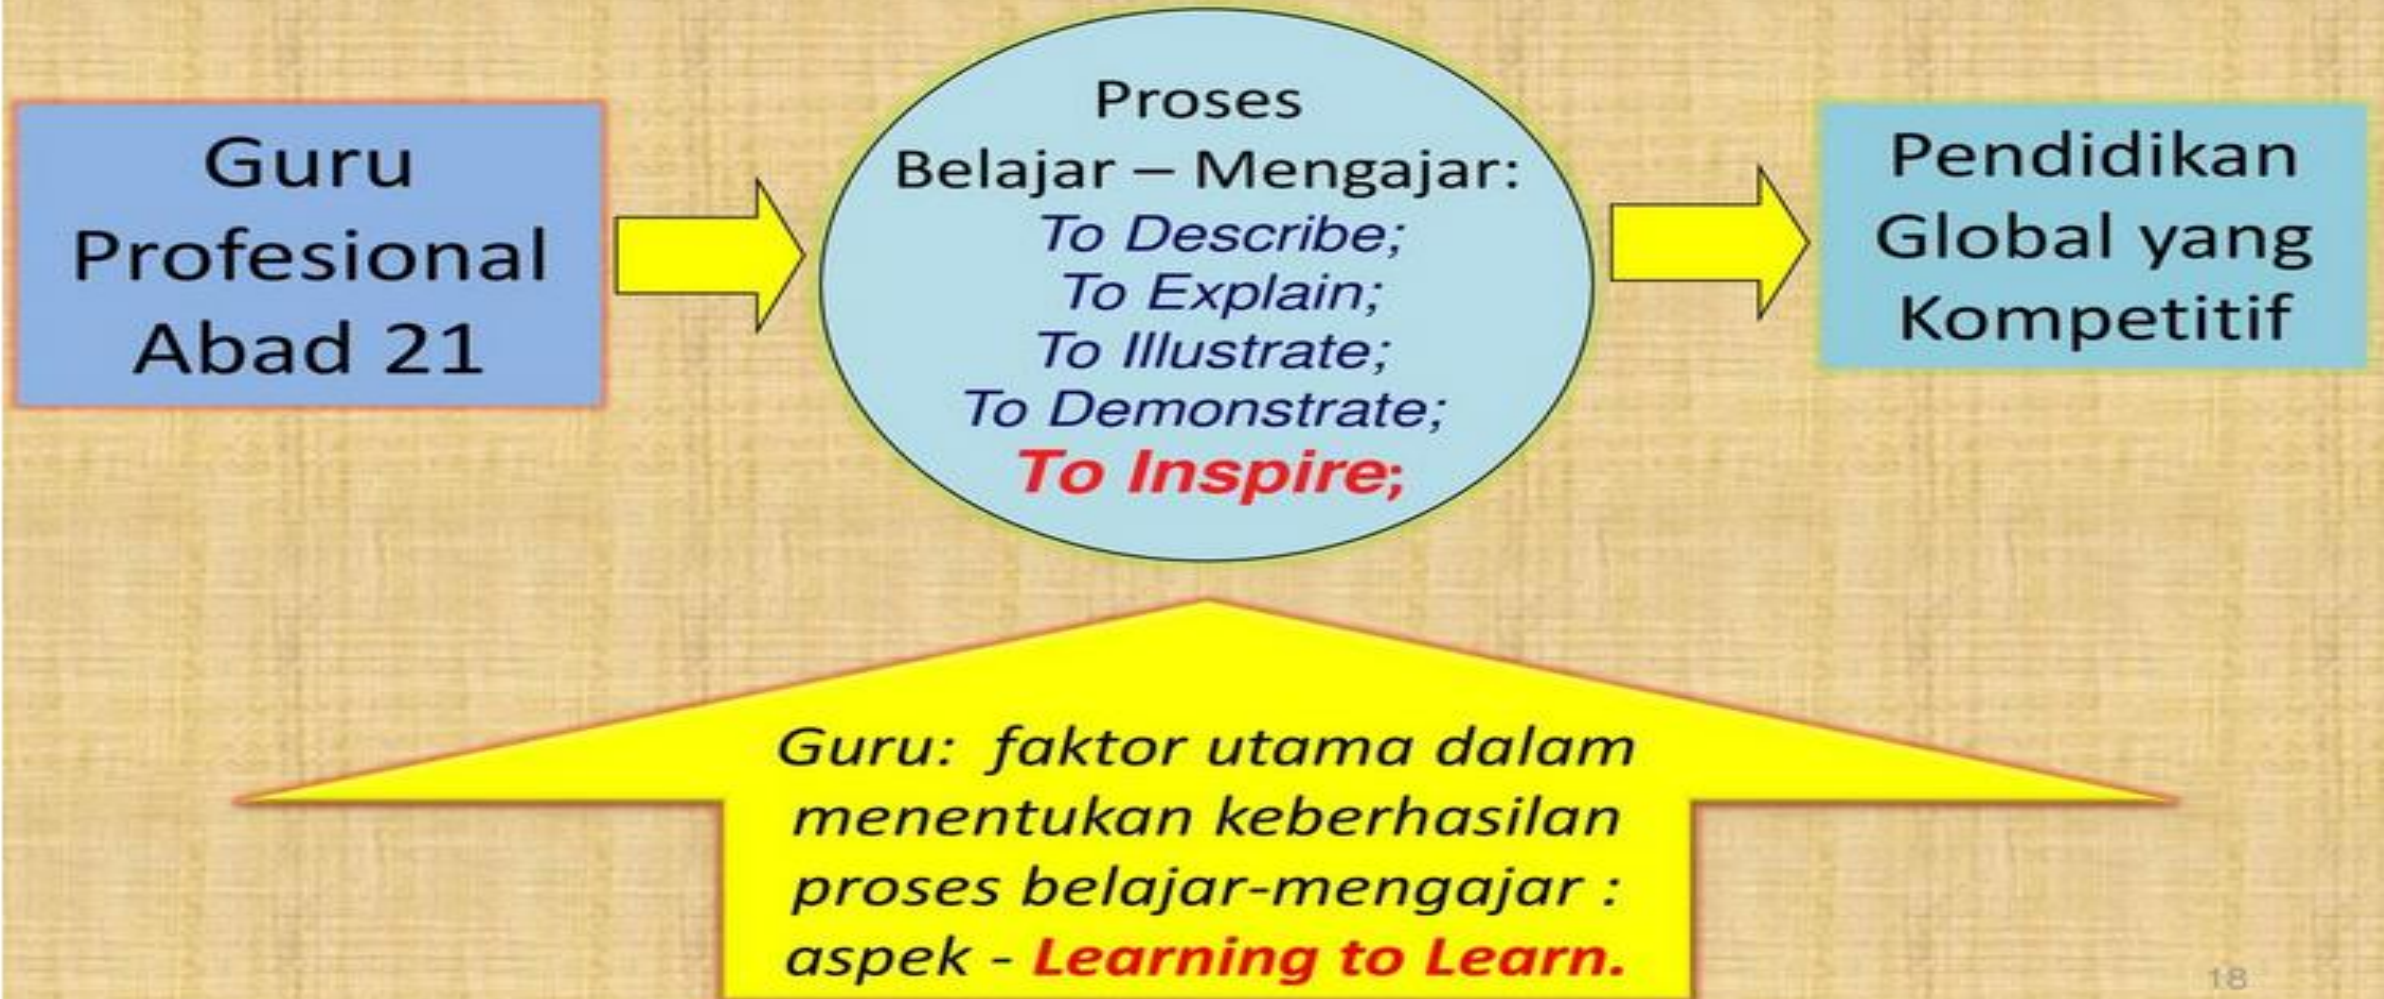 Guru
Profesional
Abad 21
Proses
Belajar – Mengajar:
To Describe;
To Explain;
To Illustrate;
To Demonstrate;
To Inspire;
Pendidikan
Global yang
Kompetitif
Guru: faktor utama dalam
menentukan keberhasilan
proses belajar-mengajar :
aspek - Learning to Learn.
18